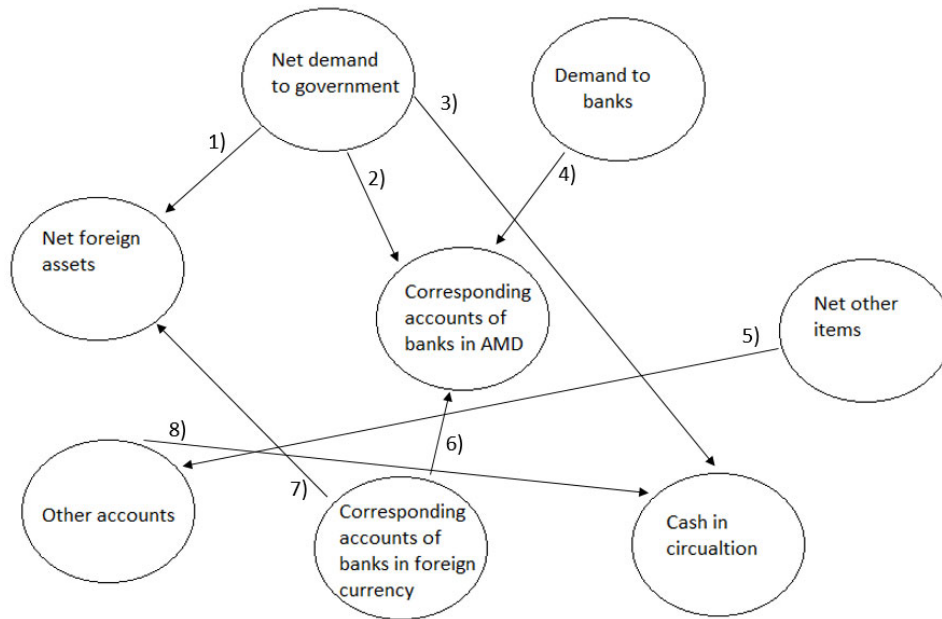 Net demand
to government
Demand to
banks
3)
1)
2)
4)
Net foreign
assets
Corresponding
accounts of
banks in AMD
Net other
items
5)
8)
6)
7)
Other accounts
Corresponding
accounts of
banks in foreign
currency
Cash in
circualtion